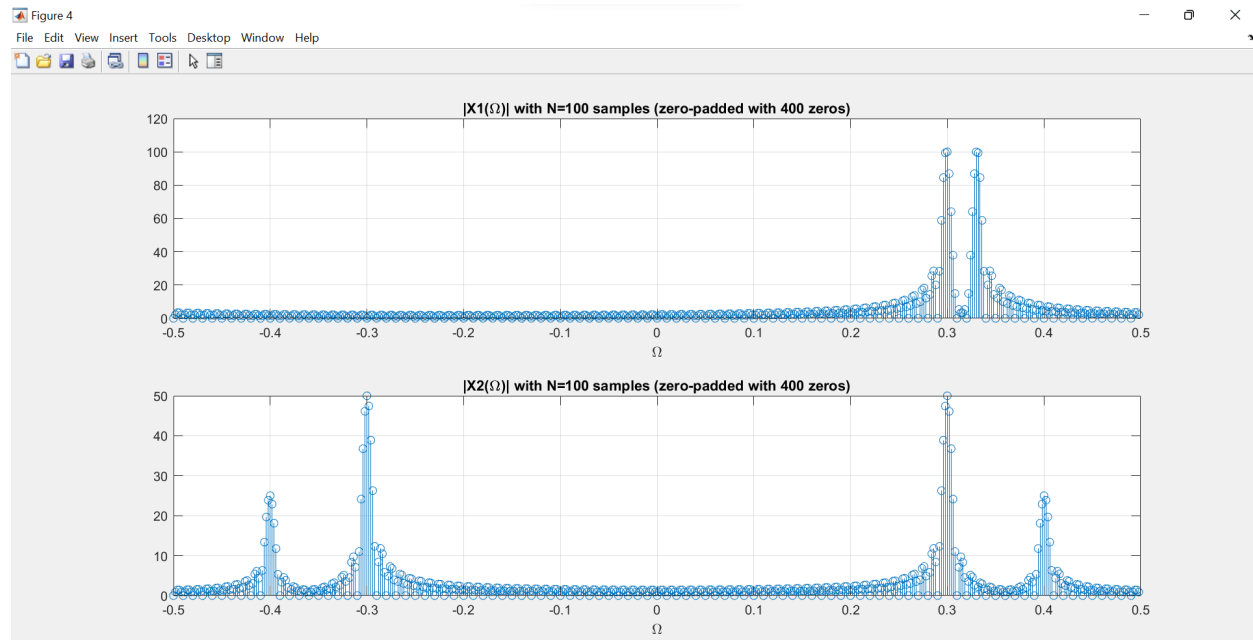 Figure 4
File Edit View Insert Tools Desktop Window Help
|X1(Ω)| with N=100 samples (zero-padded with 400 zeros)
120
100
80
60
40
20
0
-0.5 -0.4 -0.3 -0.2 -0.1 0 0.1 0.2 0.3 0.4 0.5
Ω
|X2(Ω)| with N=100 samples (zero-padded with 400 zeros)
50
40
30
20
10
0
-0.5 -0.4 -0.3 -0.2 -0.1 0 0.1 0.2 0.3 0.4 0.5
Ω